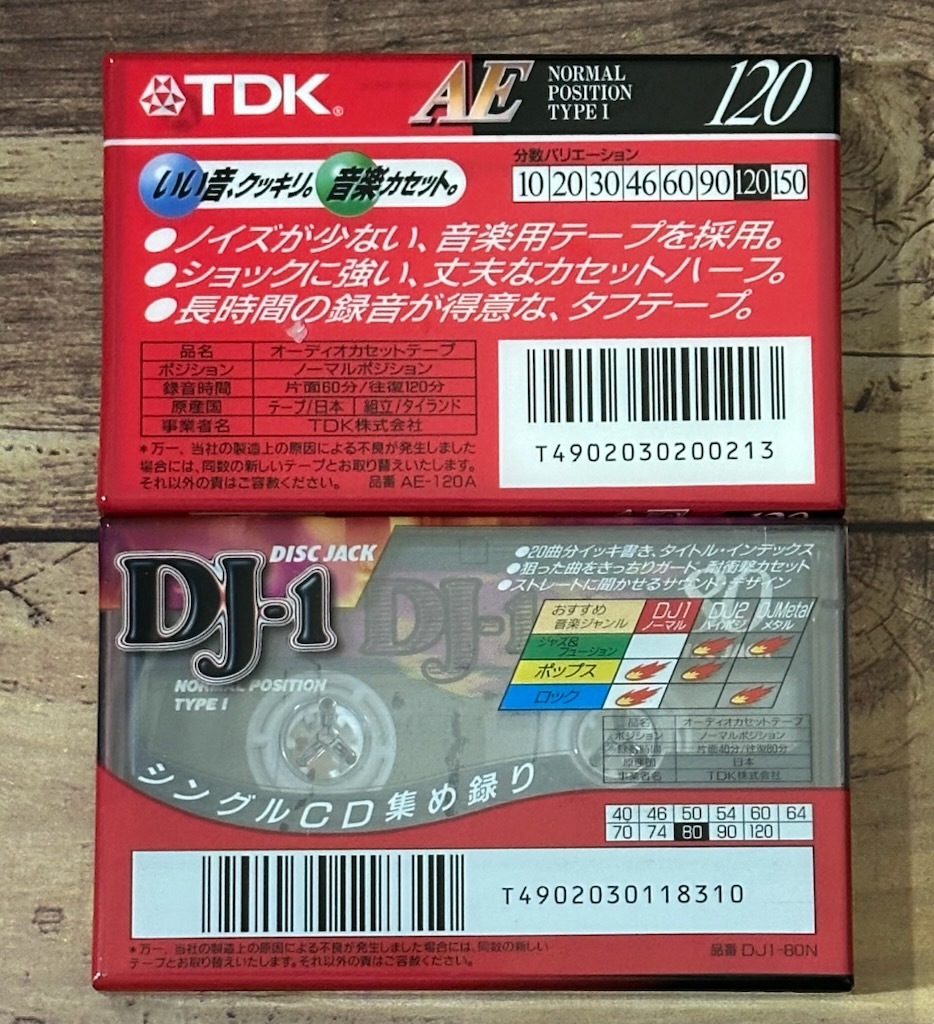 TDK®
AE
NORMAL
POSITION
TYPE I
120
いい音、クッキリ。音楽カセット。
分数バリエーション
10 20 30 46 60 90 120 150
●ノイズが少ない、音楽用テープを採用。
●ショックに強い、丈夫なカセットハーフ。
●長時間の録音が得意な、タフテープ。
品名 オーディオカセットテープ
ポジション ノーマルポジション
録音時間 片面60分/往復120分
原産国 テープ/日本 組立/タイランド
事業者名 TDK株式会社
*万一、当社の製造上の原因による不良が発生しました
場合には、同数の新しいテープとお取り替えいたします。
それ以外の責はご容赦ください。 品番 AE-120A
T4902030200213
DJ-1
DISC JACK
NORMAL POSITION
TYPE I
●20曲分イッキ書き、タイトル・インデックス
●狙った曲をきっちりガード、耐衝撃カセット
●ストレートに聞かせるサウンド・デザイン
おすすめ
音楽ジャンル
DJ1
ノーマル
DJ2
ハイポジ
DJMetal
メタル
ジャズ&
フュージョン
ポップス
ロック
品名 オーディオカセットテープ
ポジション ノーマルポジション
録音時間 片面40分/往復80分
原産国 日本
事業者名 TDK株式会社
シングルCD集め録り
40 46 50 54 60 64
70 74 80 90 120
T4902030118310
*万一、当社の製造上の原因による不良が発生しました場合には、同数の新しい
テープとお取り替えいたします。それ以外の責はご容赦ください。
品番 DJ1-80N